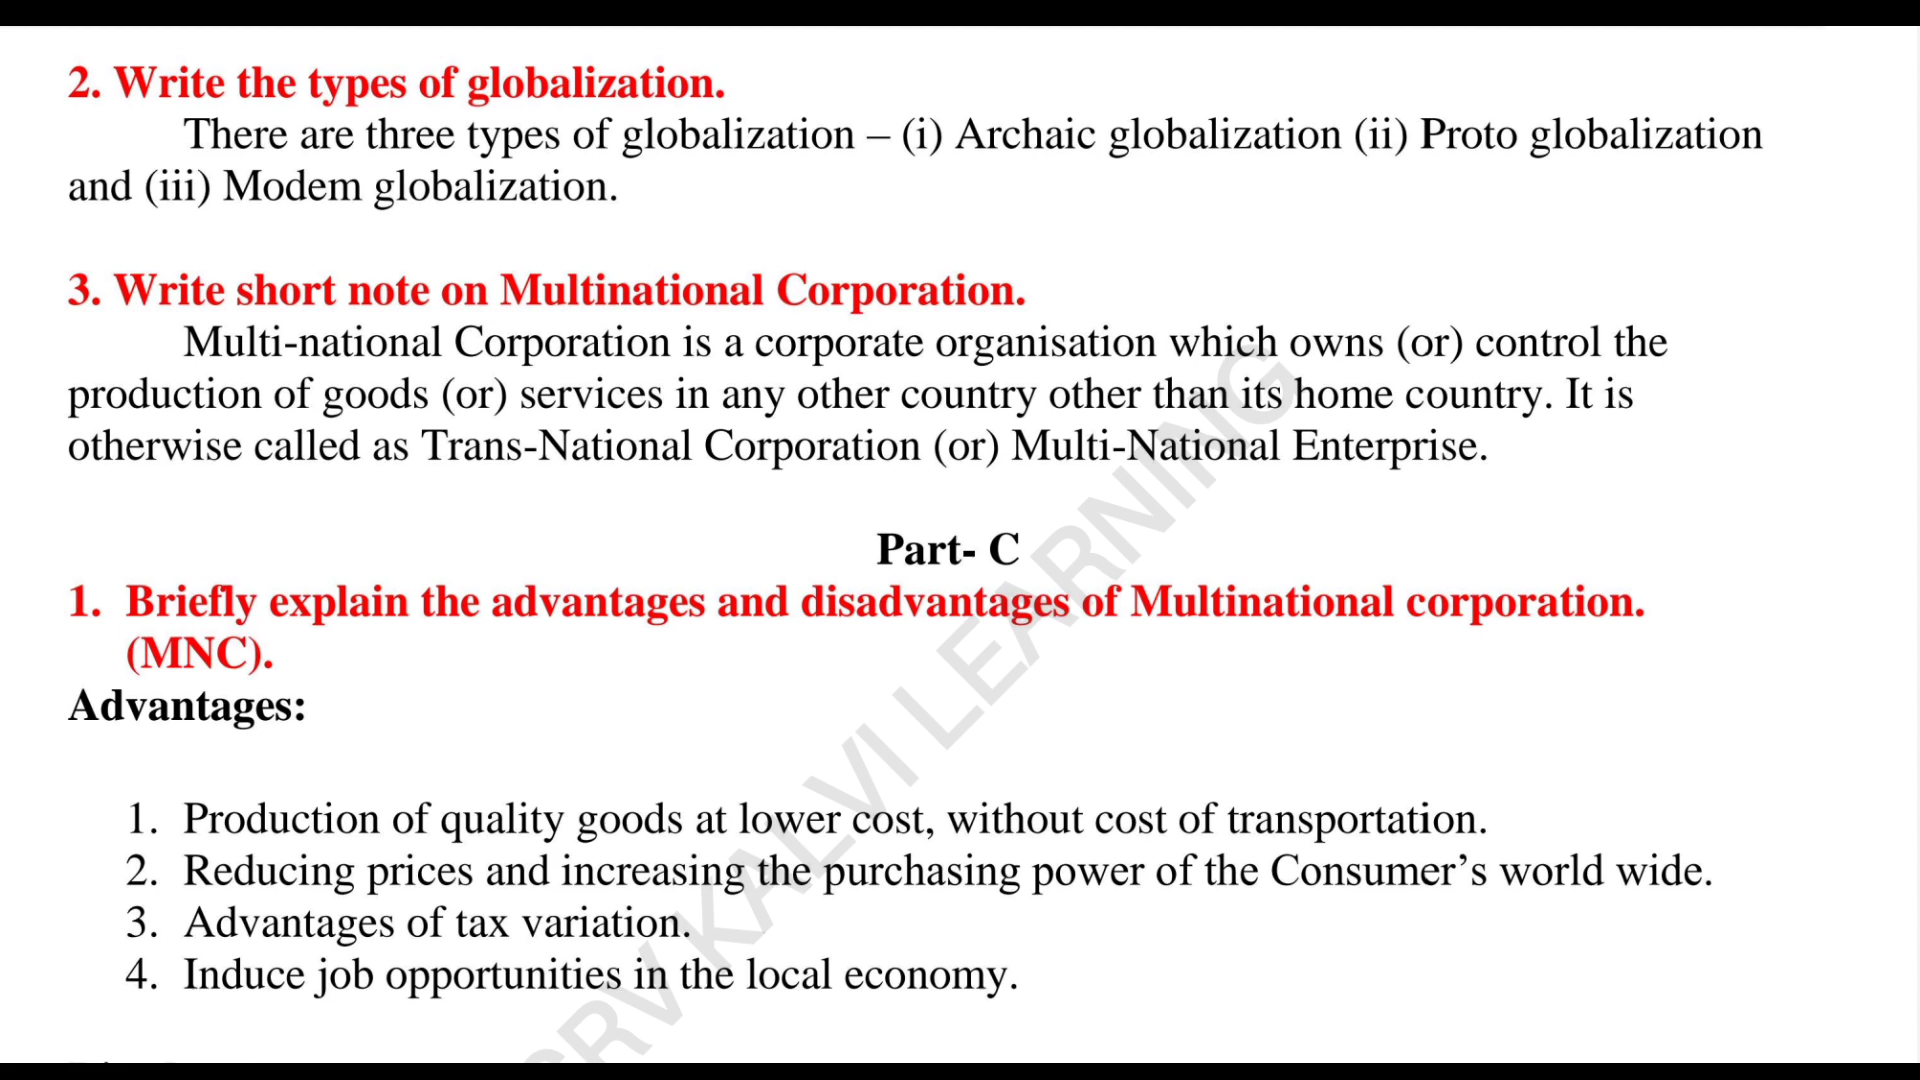 2. Write the types of globalization.
There are three types of globalization – (i) Archaic globalization (ii) Proto globalization
and (iii) Modem globalization.
3. Write short note on Multinational Corporation.
Multi-national Corporation is a corporate organisation which owns (or) control the
production of goods (or) services in any other country other than its home country. It is
otherwise called as Trans-National Corporation (or) Multi-National Enterprise.
Part- C
1. Briefly explain the advantages and disadvantages of Multinational corporation.
(MNC).
Advantages:
1. Production of quality goods at lower cost, without cost of transportation.
2. Reducing prices and increasing the purchasing power of the Consumer’s world wide.
3. Advantages of tax variation.
4. Induce job opportunities in the local economy.
SRV KALVI LEARNING